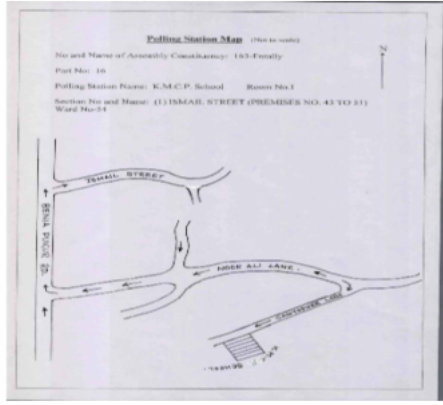 Polling Station Map (Not to scale)
N
No and Name of Assembly Constituency: 163-Entally
Part No: 16
Polling Station Name: K.M.C.P. School Room No.1
Section No and Name: (1) ISMAIL STREET (PREMISES NO. 43 TO 51)
Ward No-54
ISMAIL STREET
BENIA PUKUR RD.
NOOR ALI LANE.
LANE
SCHOOL